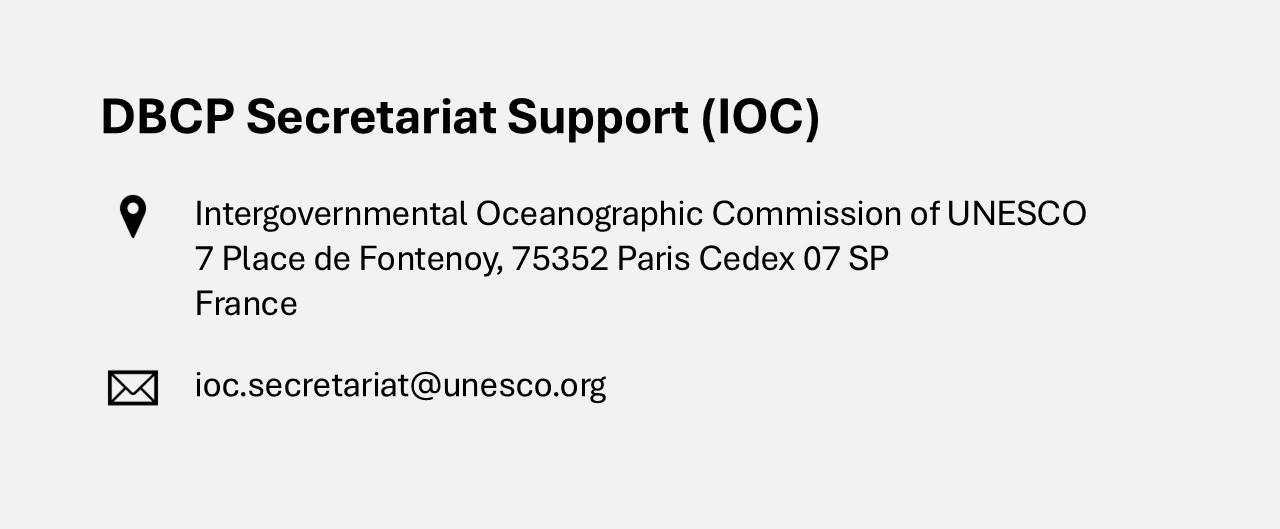 DBCP Secretariat Support (IOC)
Intergovernmental Oceanographic Commission of UNESCO
7 Place de Fontenoy, 75352 Paris Cedex 07 SP
France
ioc.secretariat@unesco.org